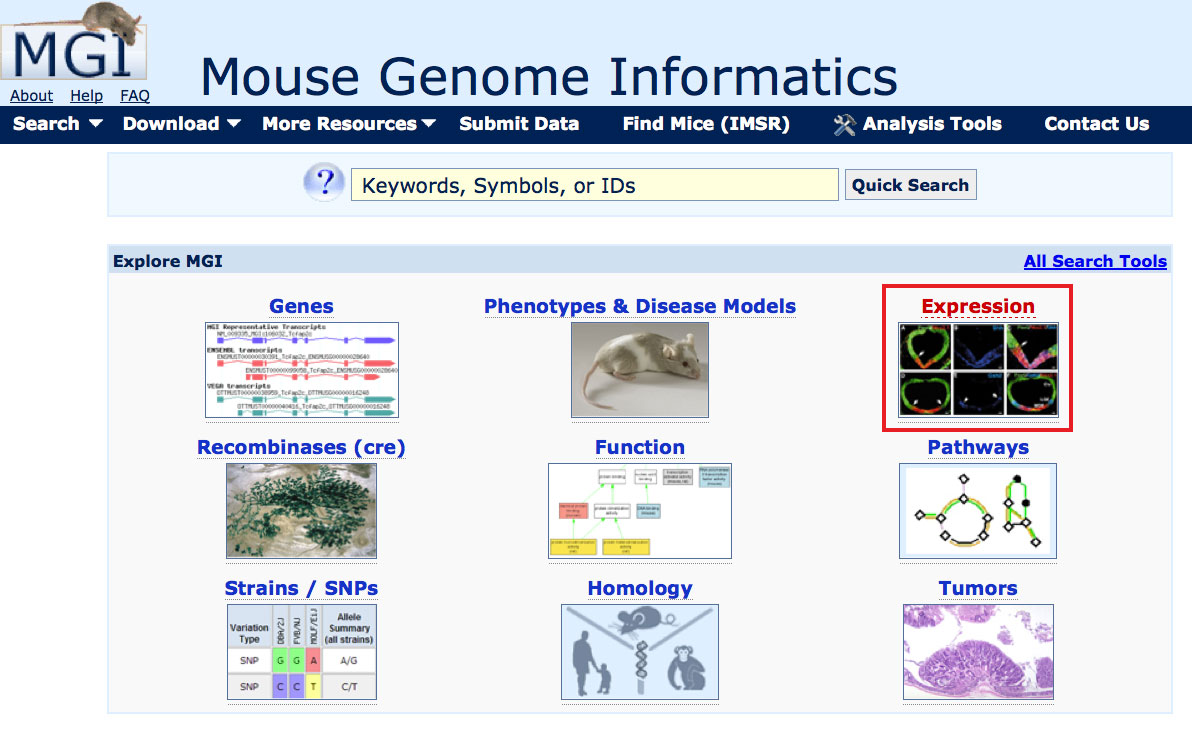 MGI
About Help FAQ
Mouse Genome Informatics
Search Download More Resources Submit Data Find Mice (IMSR) Analysis Tools Contact Us
? Keywords, Symbols, or IDs Quick Search
Explore MGI All Search Tools
Genes Phenotypes & Disease Models Expression
MGI Representative Transcripts
ENSEMBL transcripts
VEGA transcripts
Recombinases (cre) Function Pathways
Strains / SNPs Homology Tumors
Variation Type DBA/2J FVB/NJ MOLF/EiJ Allele Summary (all strains)
SNP G G A A/G
SNP C C T C/T